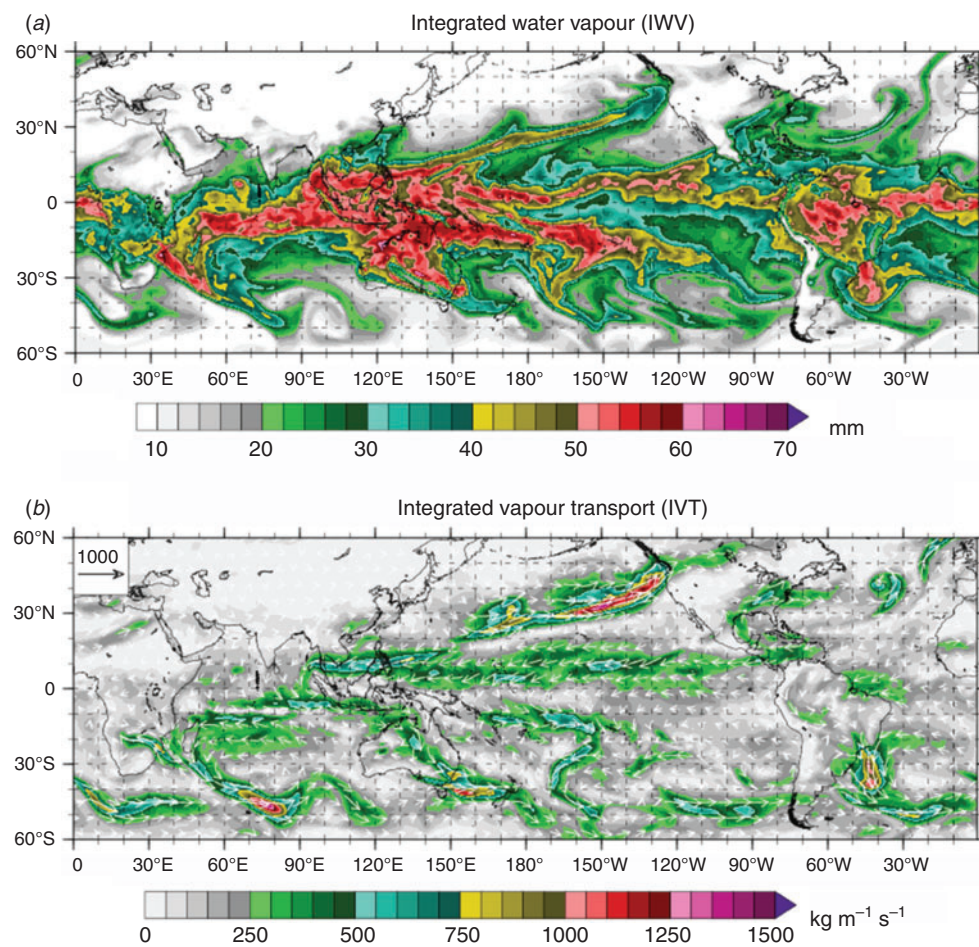 (a) Integrated water vapour (IWV)
60°N
30°N
0
30°S
60°S
0 30°E 60°E 90°E 120°E 150°E 180° 150°W 120°W 90°W 60°W 30°W
10 20 30 40 50 60 70 mm
(b) Integrated vapour transport (IVT)
60°N
1000
30°N
0
30°S
60°S
0 30°E 60°E 90°E 120°E 150°E 180° 150°W 120°W 90°W 60°W 30°W
0 250 500 750 1000 1250 1500 kg m–1 s–1